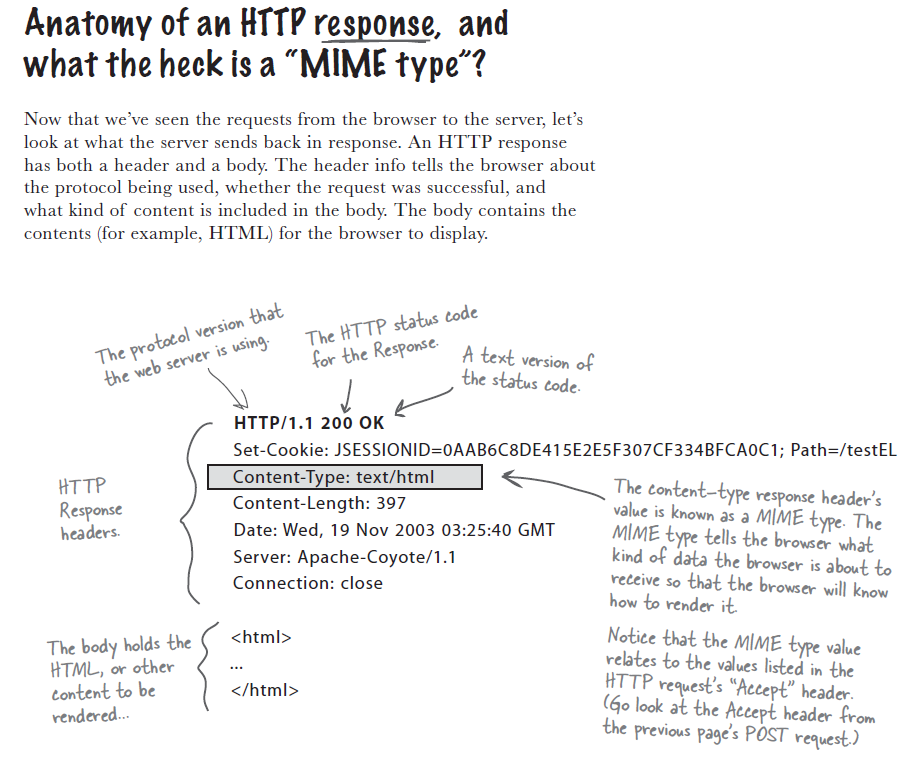 Anatomy of an HTTP response, and
what the heck is a “MIME type”?
Now that we’ve seen the requests from the browser to the server, let’s
look at what the server sends back in response. An HTTP response
has both a header and a body. The header info tells the browser about
the protocol being used, whether the request was successful, and
what kind of content is included in the body. The body contains the
contents (for example, HTML) for the browser to display.
The protocol version that
the web server is using.
The HTTP status code
for the Response.
A text version of
the status code.
HTTP/1.1 200 OK
Set-Cookie: JSESSIONID=0AAB6C8DE415E2E5F307CF334BFCA0C1; Path=/testEL
Content-Type: text/html
Content-Length: 397
Date: Wed, 19 Nov 2003 03:25:40 GMT
Server: Apache-Coyote/1.1
Connection: close
HTTP
Response
headers.
The content-type response header’s
value is known as a MIME type. The
MIME type tells the browser what
kind of data the browser is about to
receive so that the browser will know
how to render it.
Notice that the MIME type value
relates to the values listed in the
HTTP request’s “Accept” header.
(Go look at the Accept header from
the previous page’s POST request.)
The body holds the
HTML, or other
content to be
rendered...
<html>
...
</html>